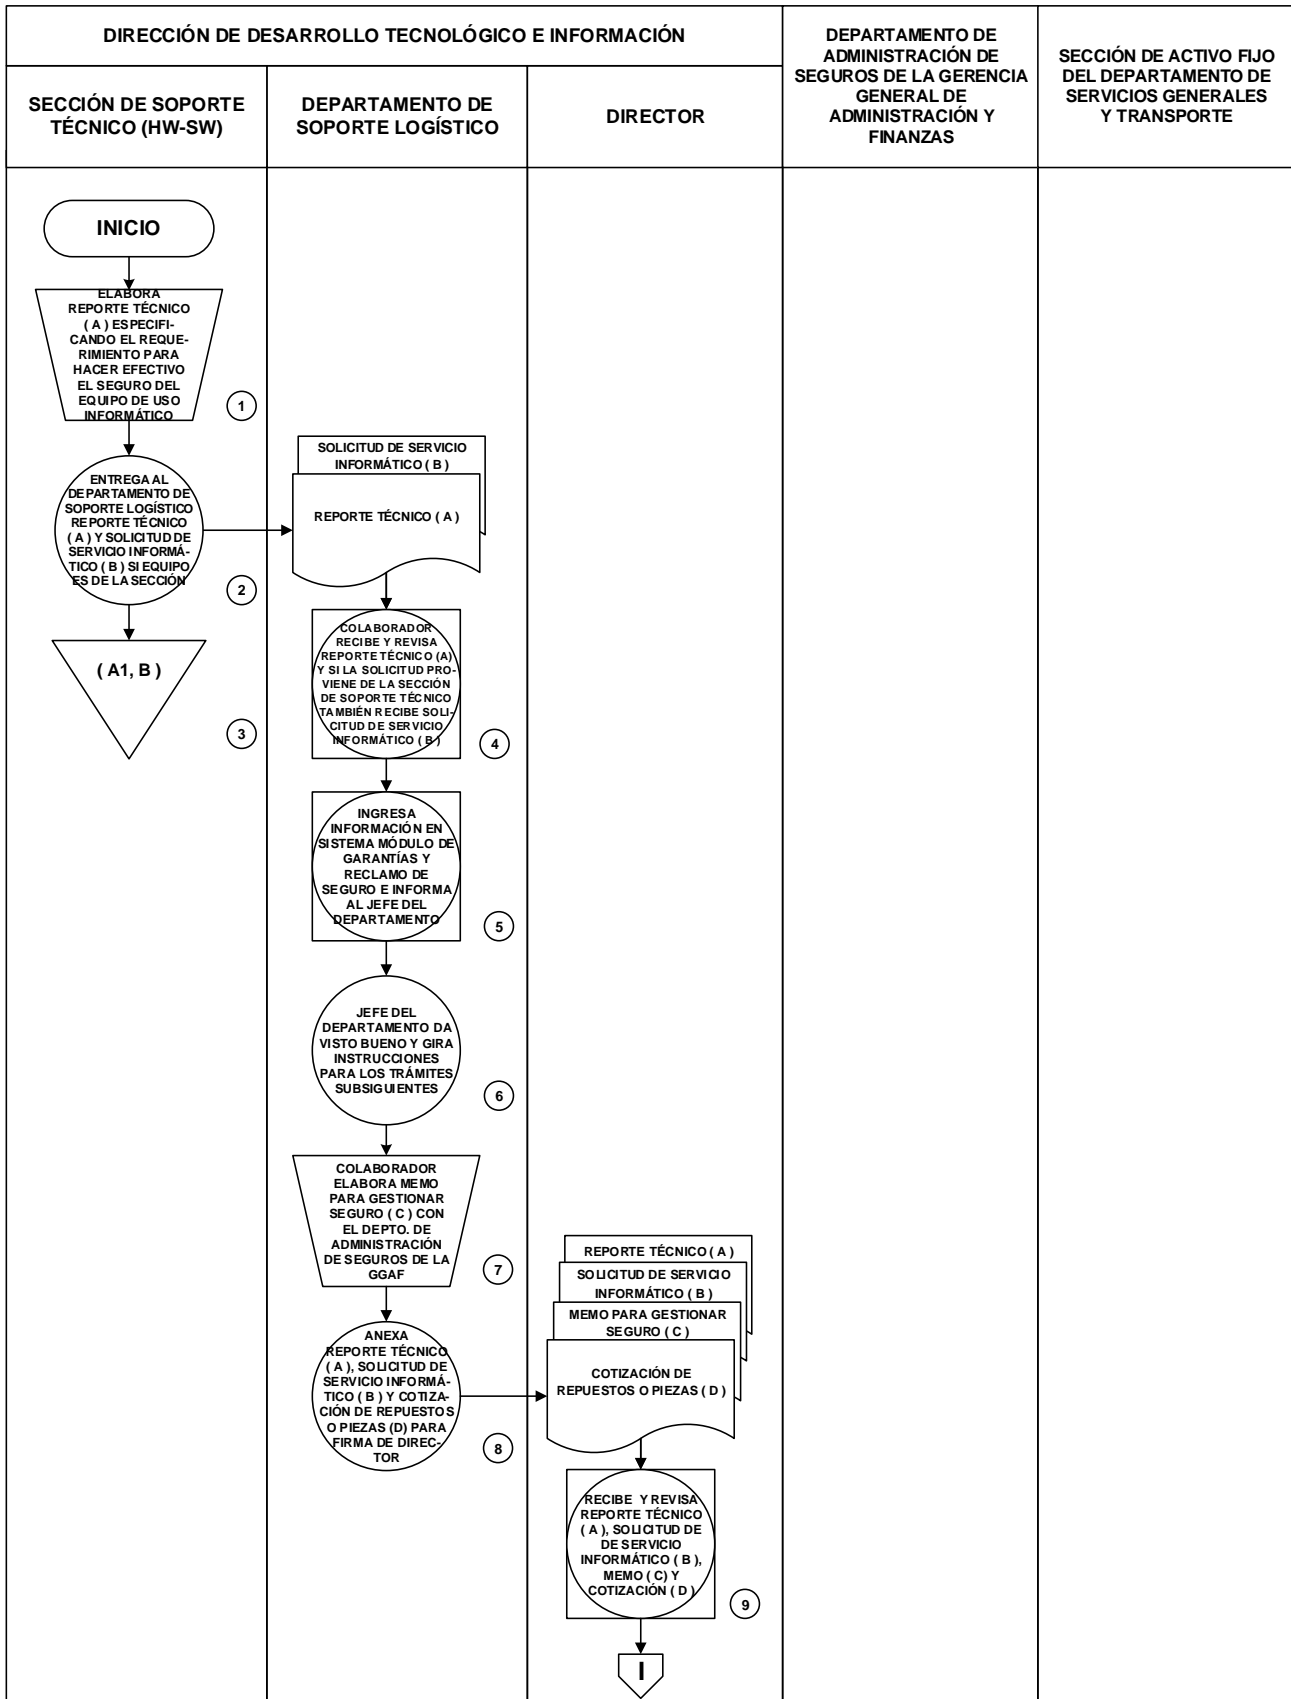 DIRECCIÓN DE DESARROLLO TECNOLÓGICO E INFORMACIÓN
DEPARTAMENTO DE
ADMINISTRACIÓN DE
SEGUROS DE LA GERENCIA
GENERAL DE
ADMINISTRACIÓN Y
FINANZAS
SECCIÓN DE ACTIVO FIJO
DEL DEPARTAMENTO DE
SERVICIOS GENERALES
Y TRANSPORTE
SECCIÓN DE SOPORTE
TÉCNICO (HW-SW)
DEPARTAMENTO DE
SOPORTE LOGÍSTICO
DIRECTOR
INICIO
ELABORA
REPORTE TÉCNICO
( A ) ESPECIFI-
CANDO EL REQUE-
RIMIENTO PARA
HACER EFECTIVO
EL SEGURO DEL
EQUIPO DE USO
INFORMÁTICO
1
ENTREGA AL
DEPARTAMENTO DE
SOPORTE LOGÍSTICO
REPORTE TÉCNICO
( A ) Y SOLICITUD DE
SERVICIO INFORMÁ-
TICO ( B ) SI EQUIPO
ES DE LA SECCIÓN
2
( A1, B )
3
SOLICITUD DE SERVICIO
INFORMÁTICO ( B )
REPORTE TÉCNICO ( A )
COLABORADOR
RECIBE Y REVISA
REPORTE TÉCNICO (A)
Y SI LA SOLICITUD PRO-
VIENE DE LA SECCIÓN
DE SOPORTE TÉCNICO
TAMBIÉN RECIBE SOLI-
CITUD DE SERVICIO
INFORMÁTICO ( B )
4
INGRESA
INFORMACIÓN EN
SISTEMA MÓDULO DE
GARANTÍAS Y
RECLAMO DE
SEGURO E INFORMA
AL JEFE DEL
DEPARTAMENTO
5
JEFE DEL
DEPARTAMENTO DA
VISTO BUENO Y GIRA
INSTRUCCIONES
PARA LOS TRÁMITES
SUBSIGUIENTES
6
COLABORADOR
ELABORA MEMO
PARA GESTIONAR
SEGURO ( C ) CON
EL DEPTO. DE
ADMINISTRACIÓN
DE SEGUROS DE LA
GGAF
7
ANEXA
REPORTE TÉCNICO
( A ), SOLICITUD DE
SERVICIO INFORMÁ-
TICO ( B ) Y COTIZA-
CIÓN DE REPUESTOS
O PIEZAS (D) PARA
FIRMA DE DIREC-
TOR
8
REPORTE TÉCNICO ( A )
SOLICITUD DE SERVICIO
INFORMÁTICO ( B )
MEMO PARA GESTIONAR
SEGURO ( C )
COTIZACIÓN DE
REPUESTOS O PIEZAS ( D )
RECIBE Y REVISA
REPORTE TÉCNICO
( A ), SOLICITUD DE
DE SERVICIO
INFORMÁTICO ( B ),
MEMO ( C) Y
COTIZACIÓN ( D )
9
I